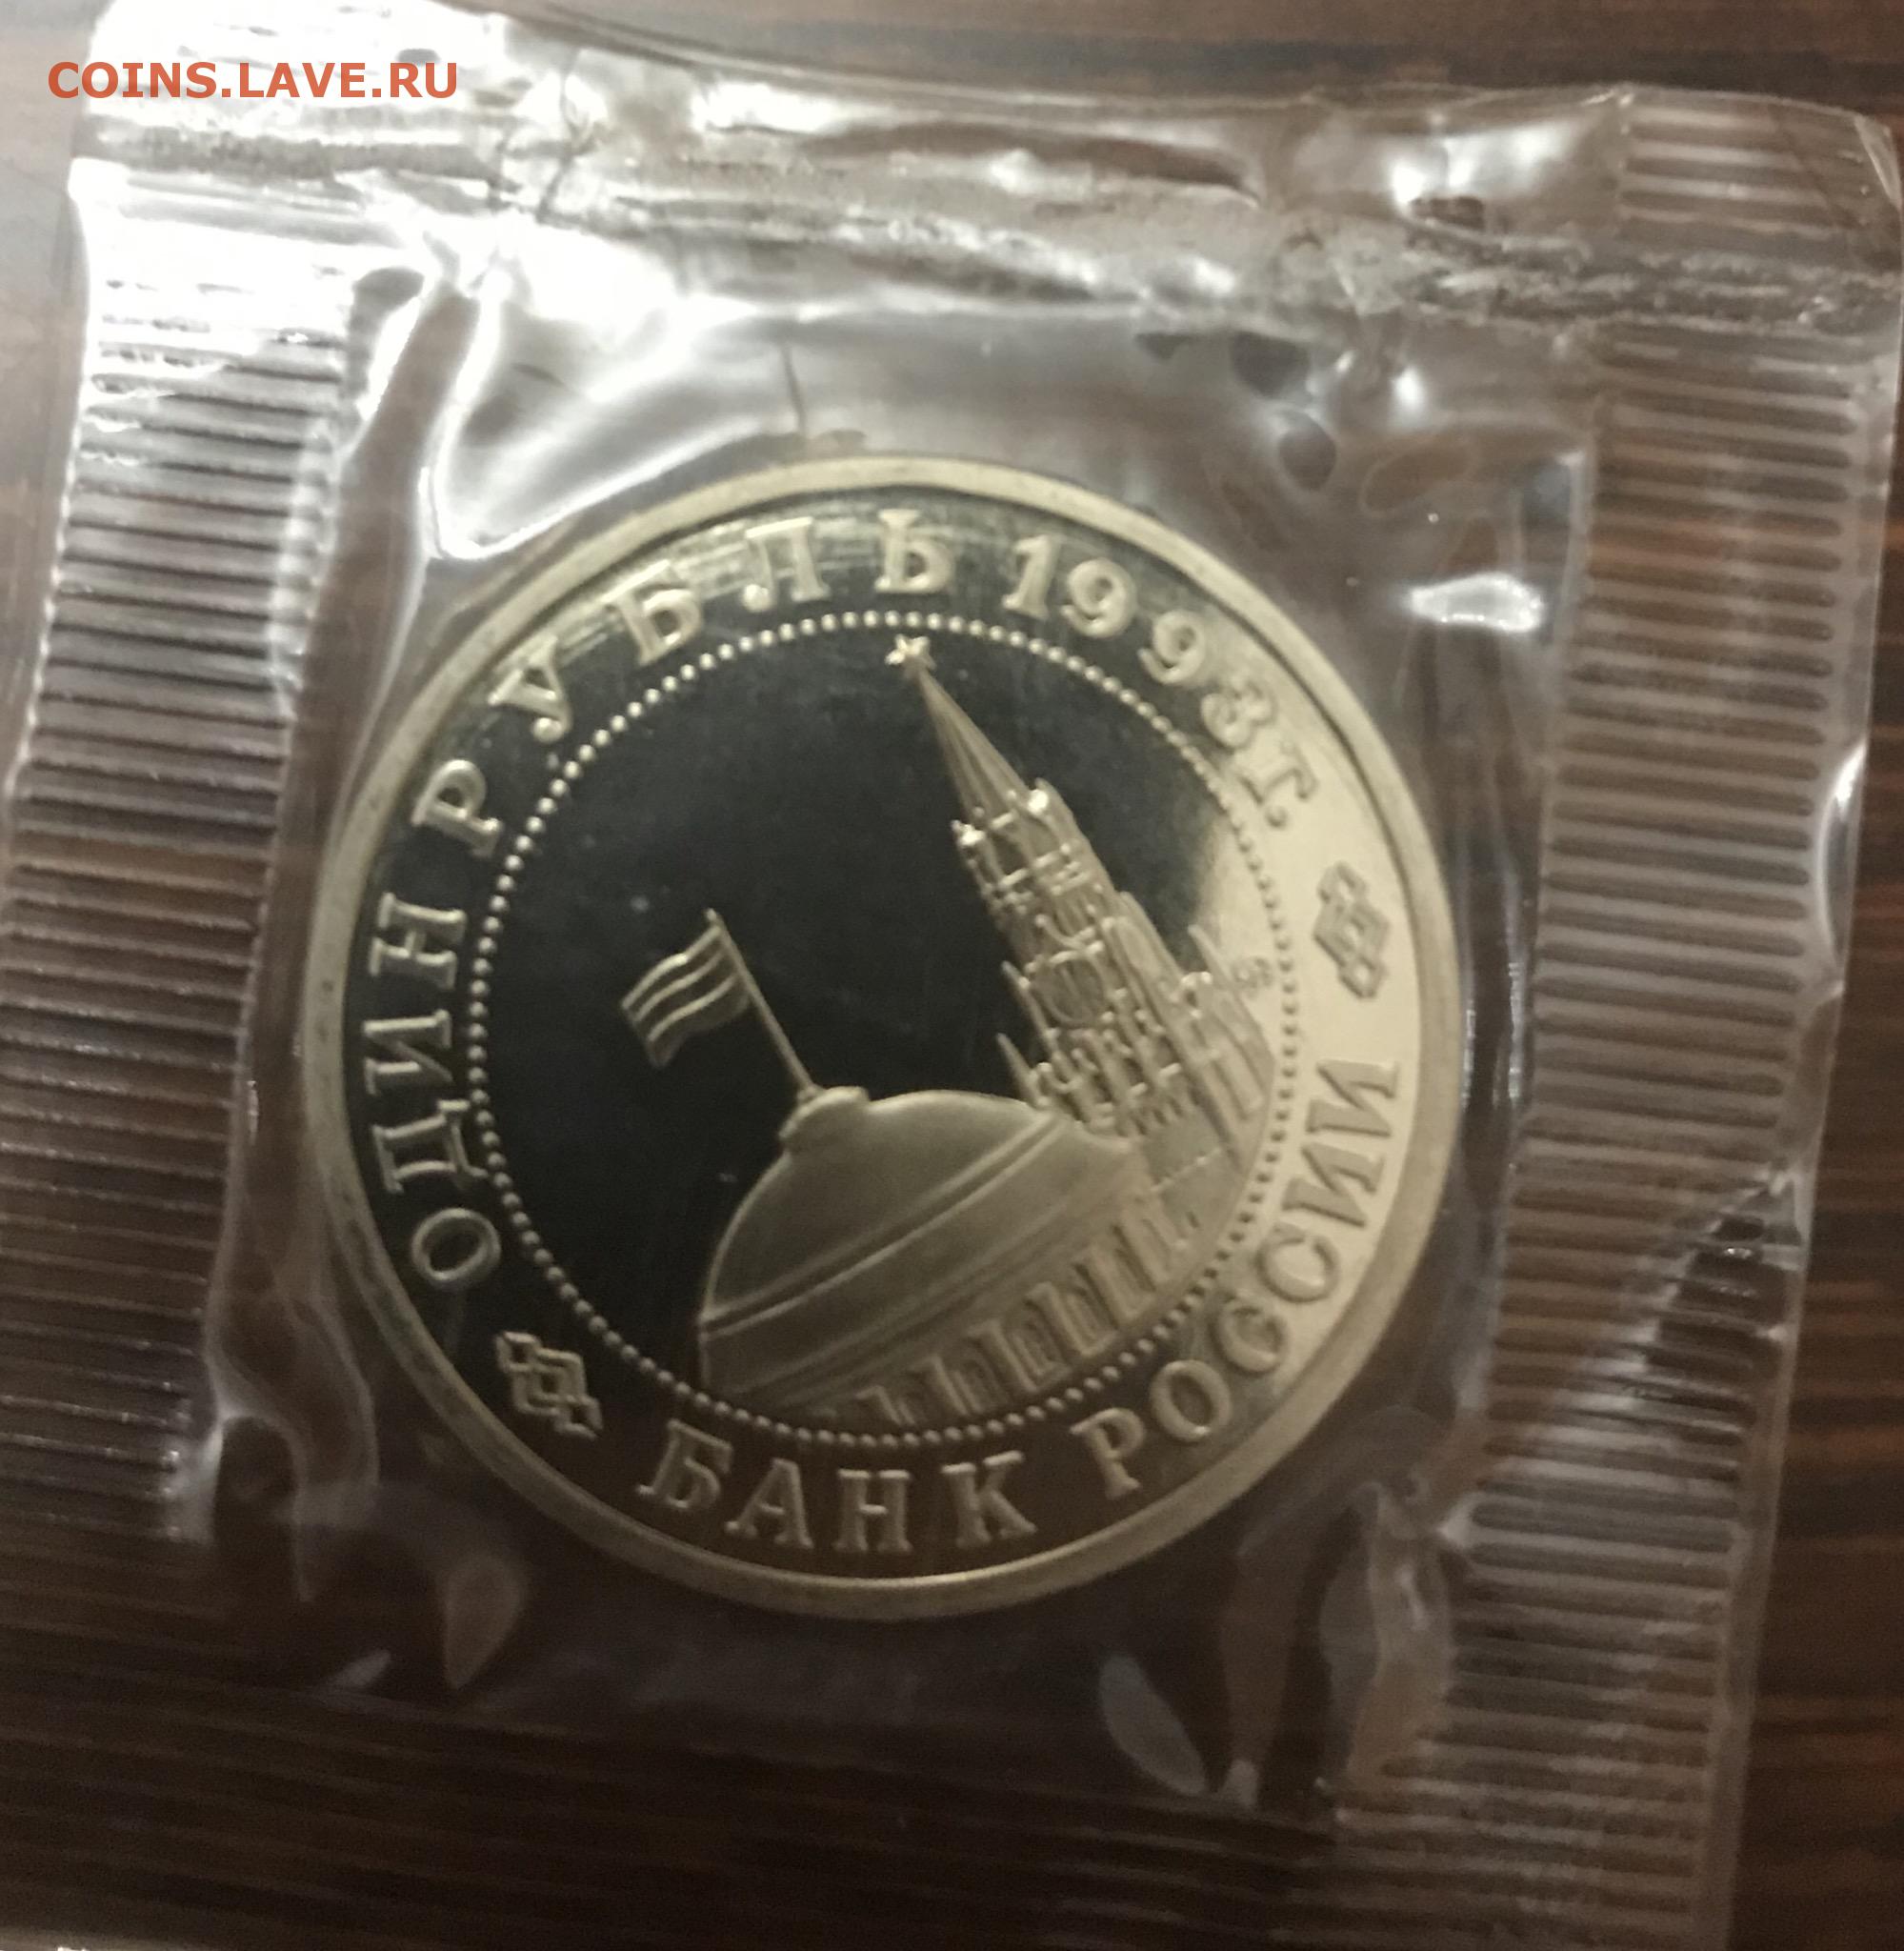 COINS.LAVE.RU
ОДИН РУБЛЬ 1993г.
БАНК РОССИИ